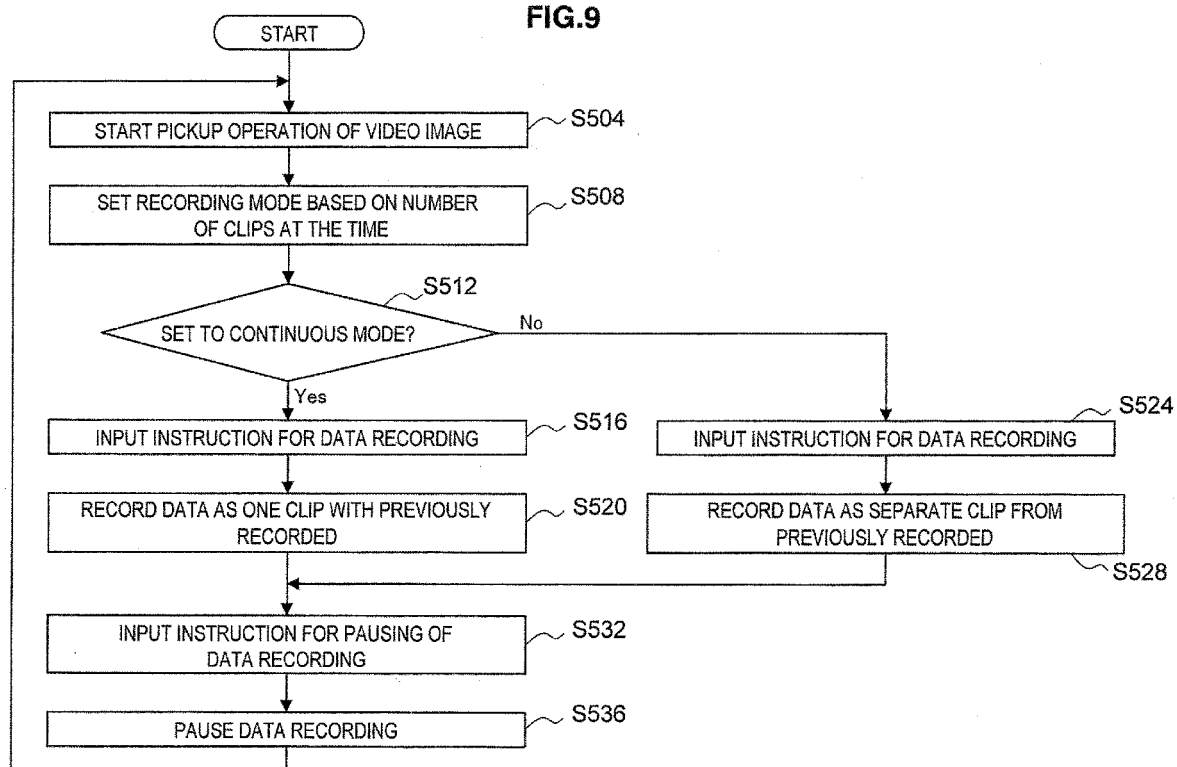 FIG.9
START
START PICKUP OPERATION OF VIDEO IMAGE
S504
SET RECORDING MODE BASED ON NUMBER
OF CLIPS AT THE TIME
S508
S512
SET TO CONTINUOUS MODE?
No
Yes
INPUT INSTRUCTION FOR DATA RECORDING
S516
RECORD DATA AS ONE CLIP WITH PREVIOUSLY
RECORDED
S520
S524
INPUT INSTRUCTION FOR DATA RECORDING
RECORD DATA AS SEPARATE CLIP FROM
PREVIOUSLY RECORDED
S528
INPUT INSTRUCTION FOR PAUSING OF
DATA RECORDING
S532
PAUSE DATA RECORDING
S536